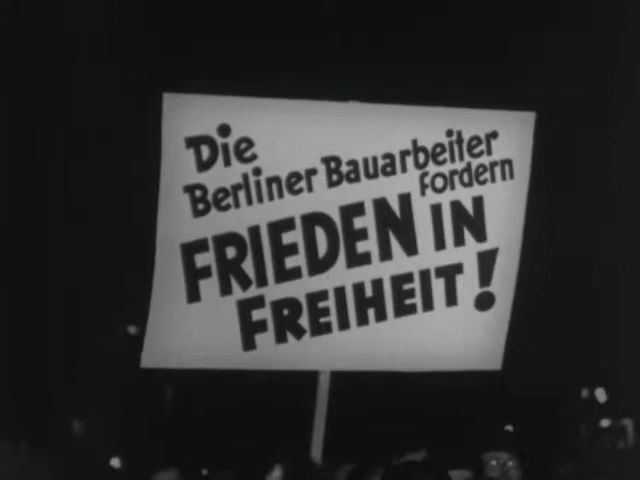 Die
Berliner Bauarbeiter
fordern
FRIEDEN IN
FREIHEIT!